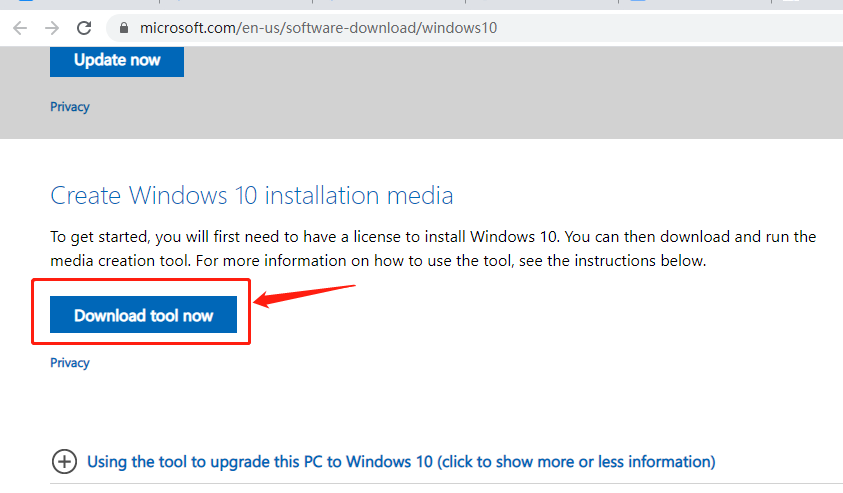 microsoft.com/en-us/software-download/windows10
Update now
Privacy
Create Windows 10 installation media
To get started, you will first need to have a license to install Windows 10. You can then download and run the
media creation tool. For more information on how to use the tool, see the instructions below.
Download tool now
Privacy
Using the tool to upgrade this PC to Windows 10 (click to show more or less information)